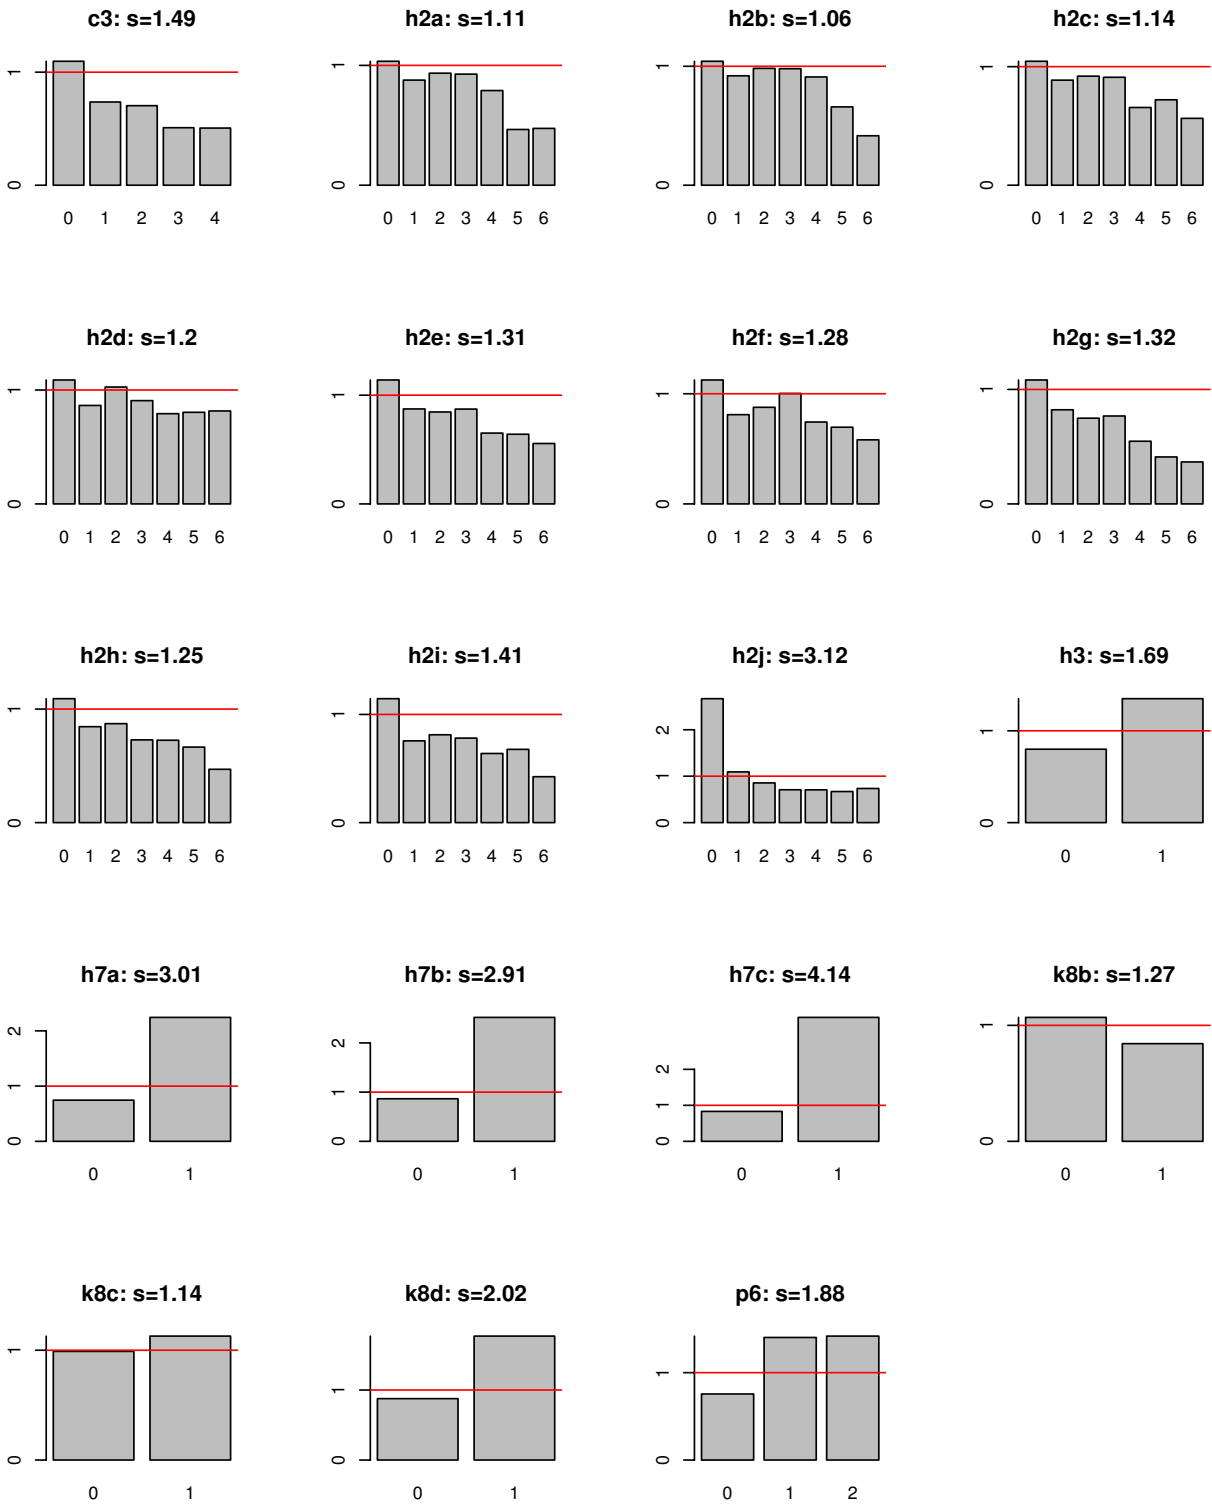 c3: s=1.49 h2a: s=1.11 h2b: s=1.06 h2c: s=1.14
1 1 1 1
0 0 0 0
0 1 2 3 4 0 1 2 3 4 5 6 0 1 2 3 4 5 6 0 1 2 3 4 5 6
h2d: s=1.2 h2e: s=1.31 h2f: s=1.28 h2g: s=1.32
1 1 1 1
0 0 0 0
0 1 2 3 4 5 6 0 1 2 3 4 5 6 0 1 2 3 4 5 6 0 1 2 3 4 5 6
h2h: s=1.25 h2i: s=1.41 h2j: s=3.12 h3: s=1.69
2
1 1 1 1
0 0 0 0
0 1 2 3 4 5 6 0 1 2 3 4 5 6 0 1 2 3 4 5 6 0 1
h7a: s=3.01 h7b: s=2.91 h7c: s=4.14 k8b: s=1.27
2 2 2
1 1 1 1
0 0 0 0
0 1 0 1 0 1 0 1
k8c: s=1.14 k8d: s=2.02 p6: s=1.88
1 1 1
0 0 0
0 1 0 1 0 1 2